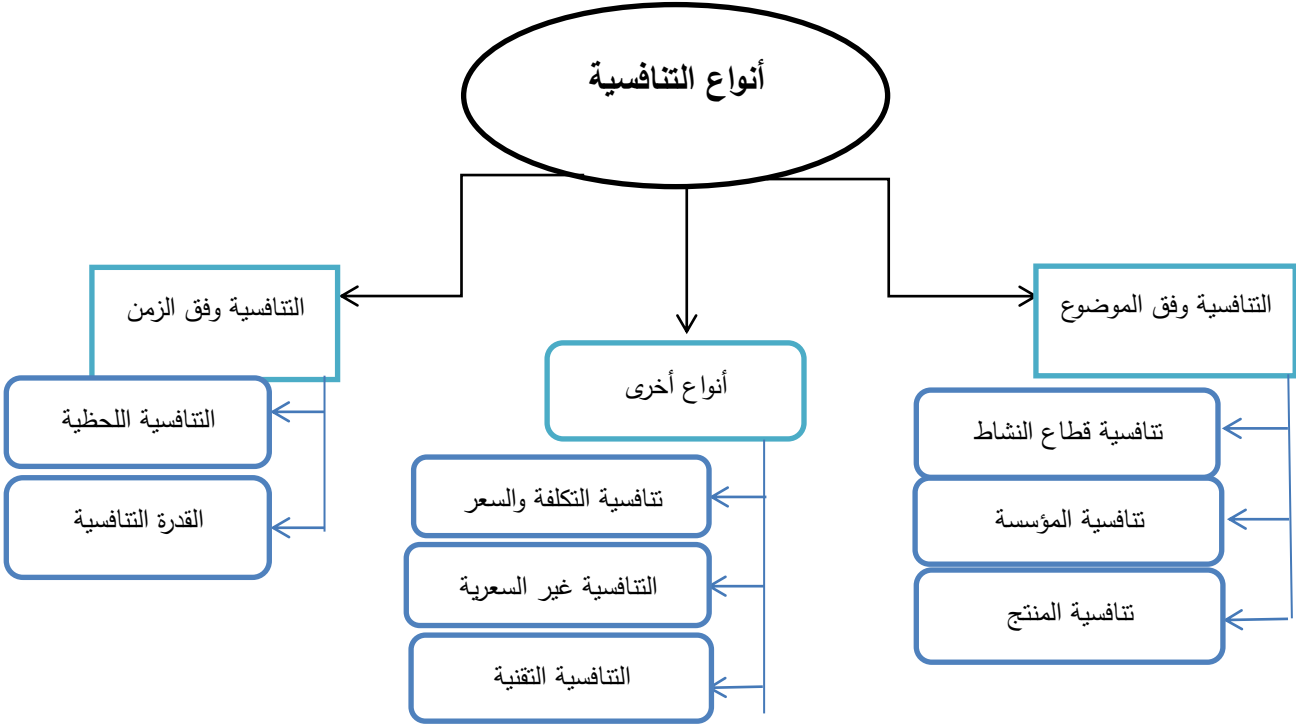 أنواع التنافسية
التنافسية وفق الموضوع
تنافسية قطاع النشاط
تنافسية المؤسسة
تنافسية المنتج
أنواع أخرى
تنافسية التكلفة والسعر
التنافسية غير السعرية
التنافسية التقنية
التنافسية وفق الزمن
التنافسية اللحظية
القدرة التنافسية